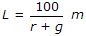 L = 100 / (r + g) m